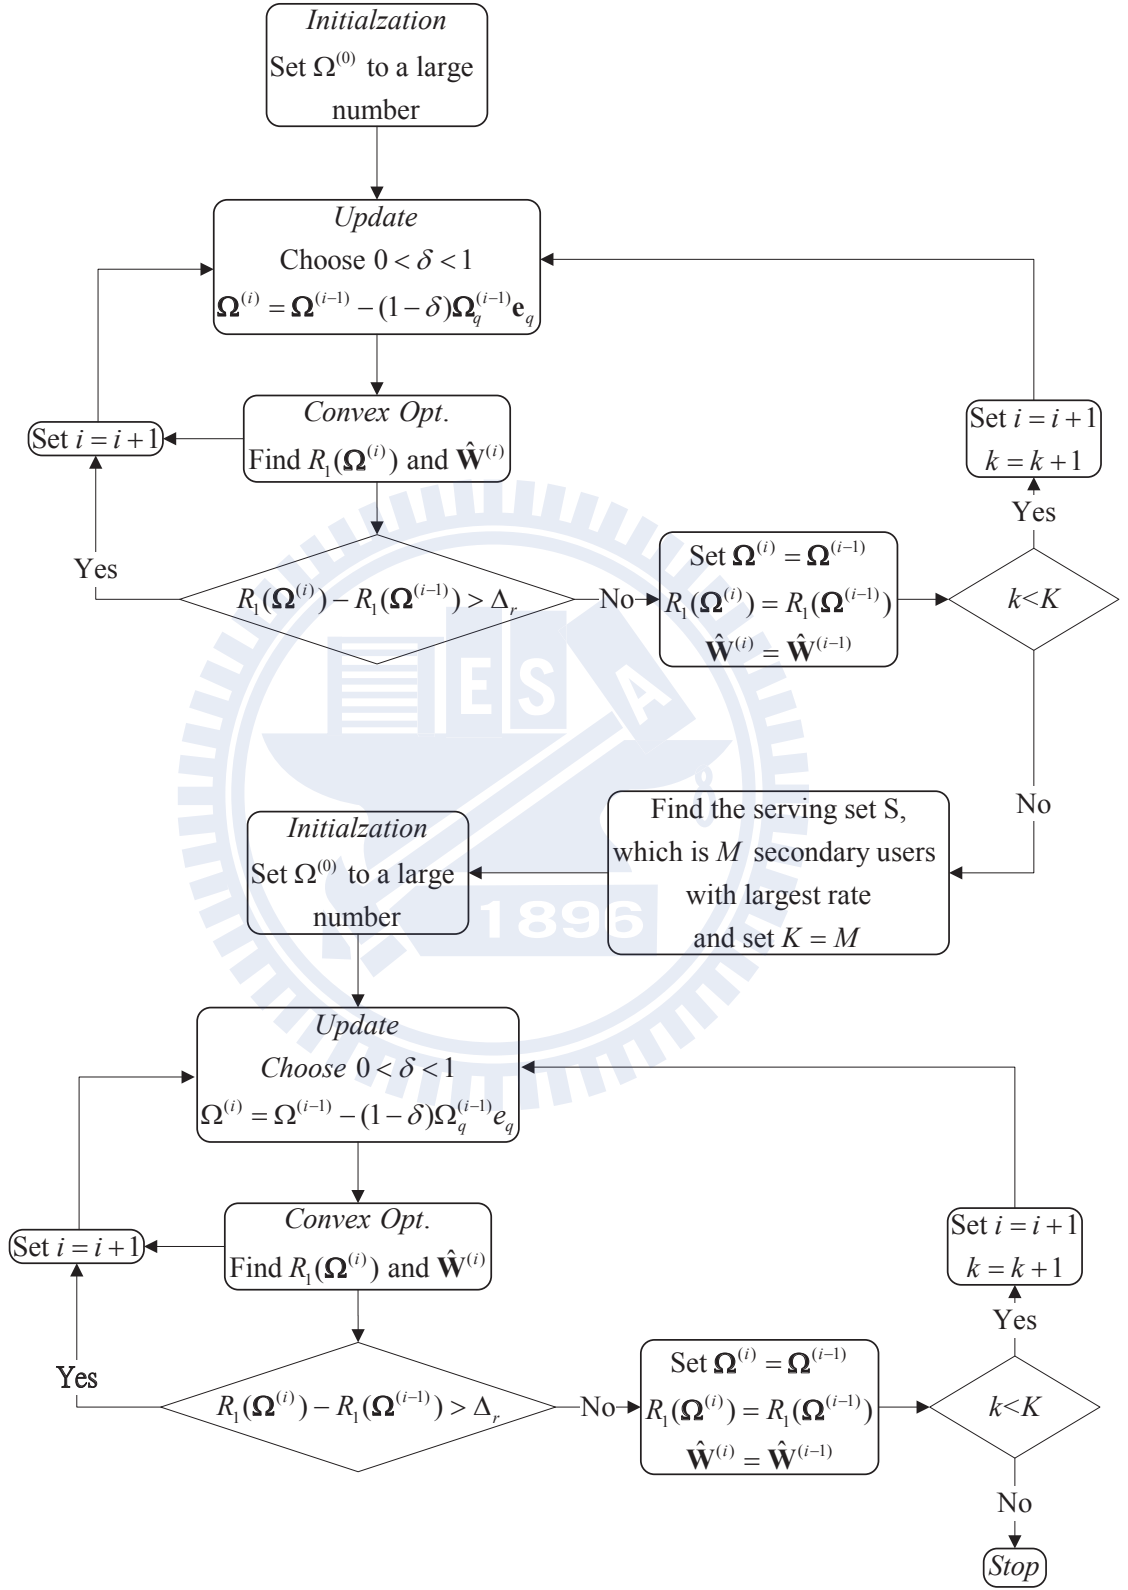 Initialzation
Set Ω^(0) to a large
number
Update
Choose 0 < δ < 1
Ω^(i) = Ω^(i−1) − (1 − δ)Ω_q^(i−1) e_q
Convex Opt.
Find R_1(Ω^(i)) and Ŵ^(i)
Set i = i + 1
Set i = i + 1
k = k + 1
Yes
Yes
R_1(Ω^(i)) − R_1(Ω^(i−1)) > Δ_r
No
Set Ω^(i) = Ω^(i−1)
R_1(Ω^(i)) = R_1(Ω^(i−1))
Ŵ^(i) = Ŵ^(i−1)
k<K
No
ESA
Find the serving set S,
which is M secondary users
with largest rate
and set K = M
Initialzation
Set Ω^(0) to a large
number
1896
Update
Choose 0 < δ < 1
Ω^(i) = Ω^(i−1) − (1 − δ)Ω_q^(i−1) e_q
Convex Opt.
Find R_1(Ω^(i)) and Ŵ^(i)
Set i = i + 1
Set i = i + 1
k = k + 1
Yes
Yes
R_1(Ω^(i)) − R_1(Ω^(i−1)) > Δ_r
No
Set Ω^(i) = Ω^(i−1)
R_1(Ω^(i)) = R_1(Ω^(i−1))
Ŵ^(i) = Ŵ^(i−1)
k<K
No
Stop